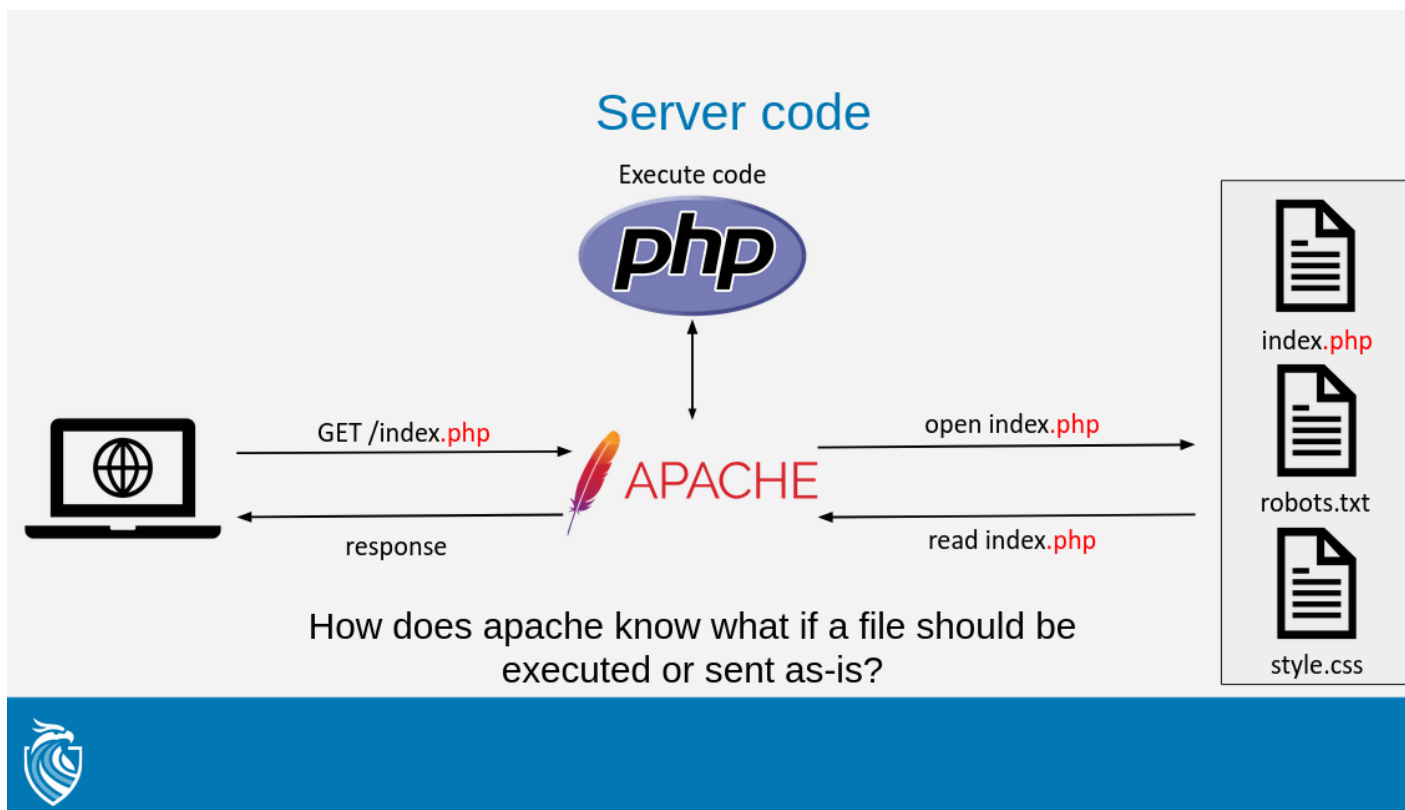 Server code
Execute code
php
GET /index.php
response
APACHE
open index.php
read index.php
index.php
robots.txt
style.css
How does apache know what if a file should be
executed or sent as-is?